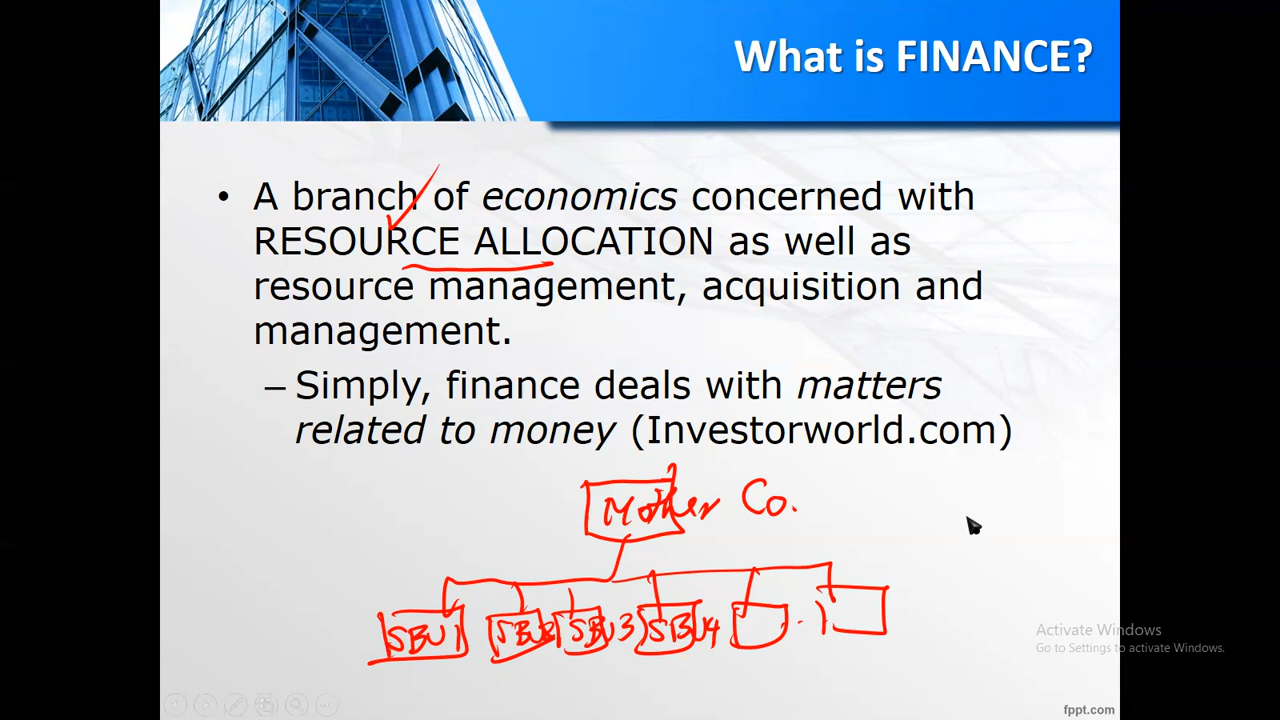 What is FINANCE?
• A branch of economics concerned with
RESOURCE ALLOCATION as well as
resource management, acquisition and
management.
– Simply, finance deals with matters
related to money (Investorworld.com)
Mother Co.
SBU1 SBU2 SBU3 SBU4
Activate Windows
Go to Settings to activate Windows.
fppt.com